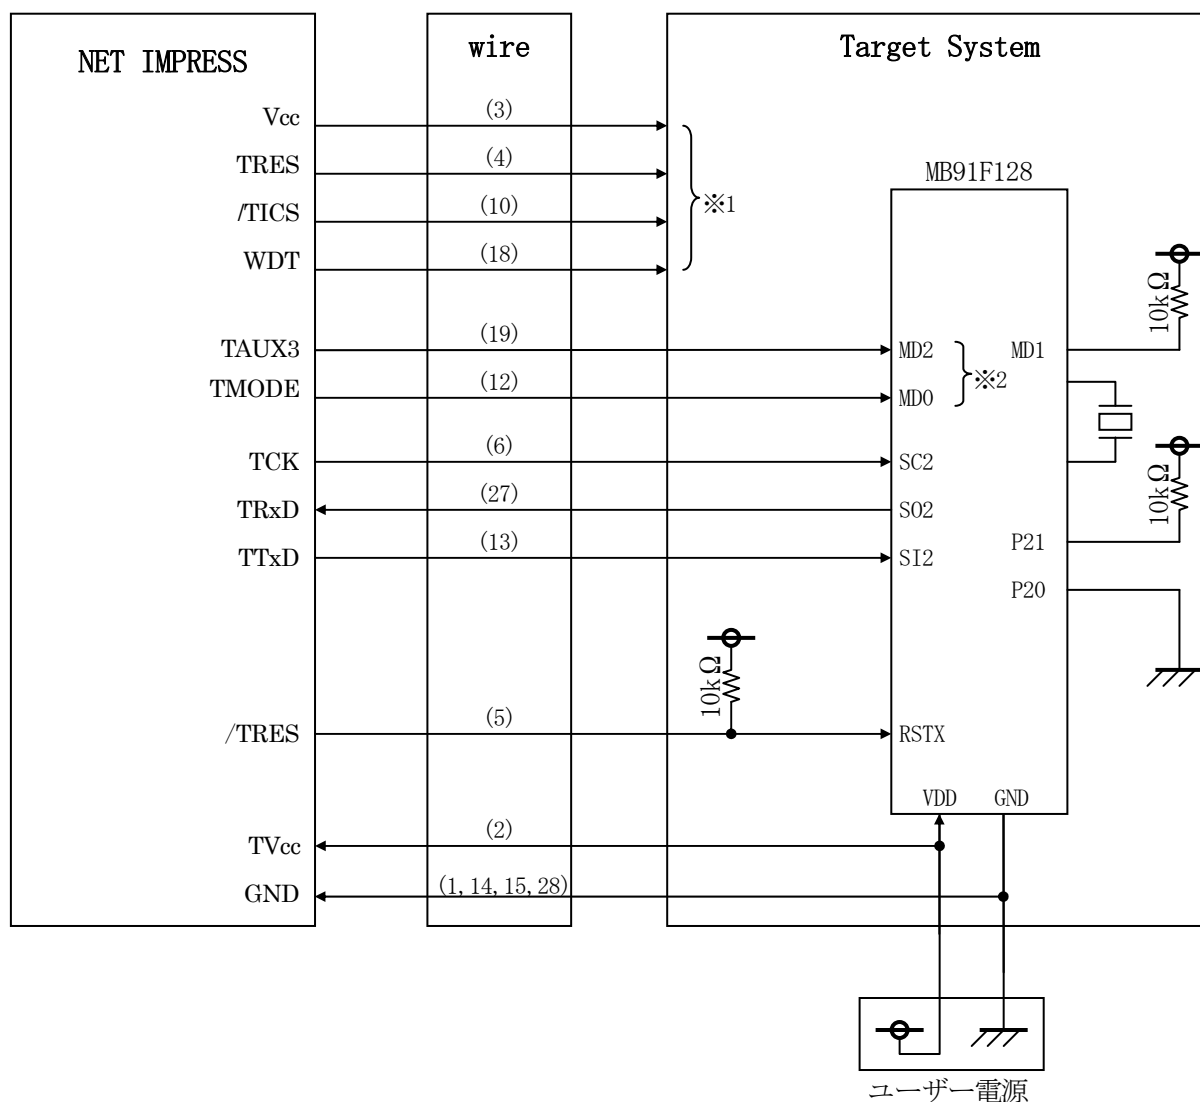 NET IMPRESS
wire
Target System
Vcc
(3)
TRES
(4)
/TICS
(10)
WDT
(18)
※1
MB91F128
TAUX3
(19)
MD2
MD1
10kΩ
TMODE
(12)
MD0
※2
TCK
(6)
SC2
TRxD
(27)
SO2
10kΩ
TTxD
(13)
SI2
P21
P20
10kΩ
/TRES
(5)
RSTX
VDD
GND
TVcc
(2)
GND
(1,14,15,28)
ユーザー電源